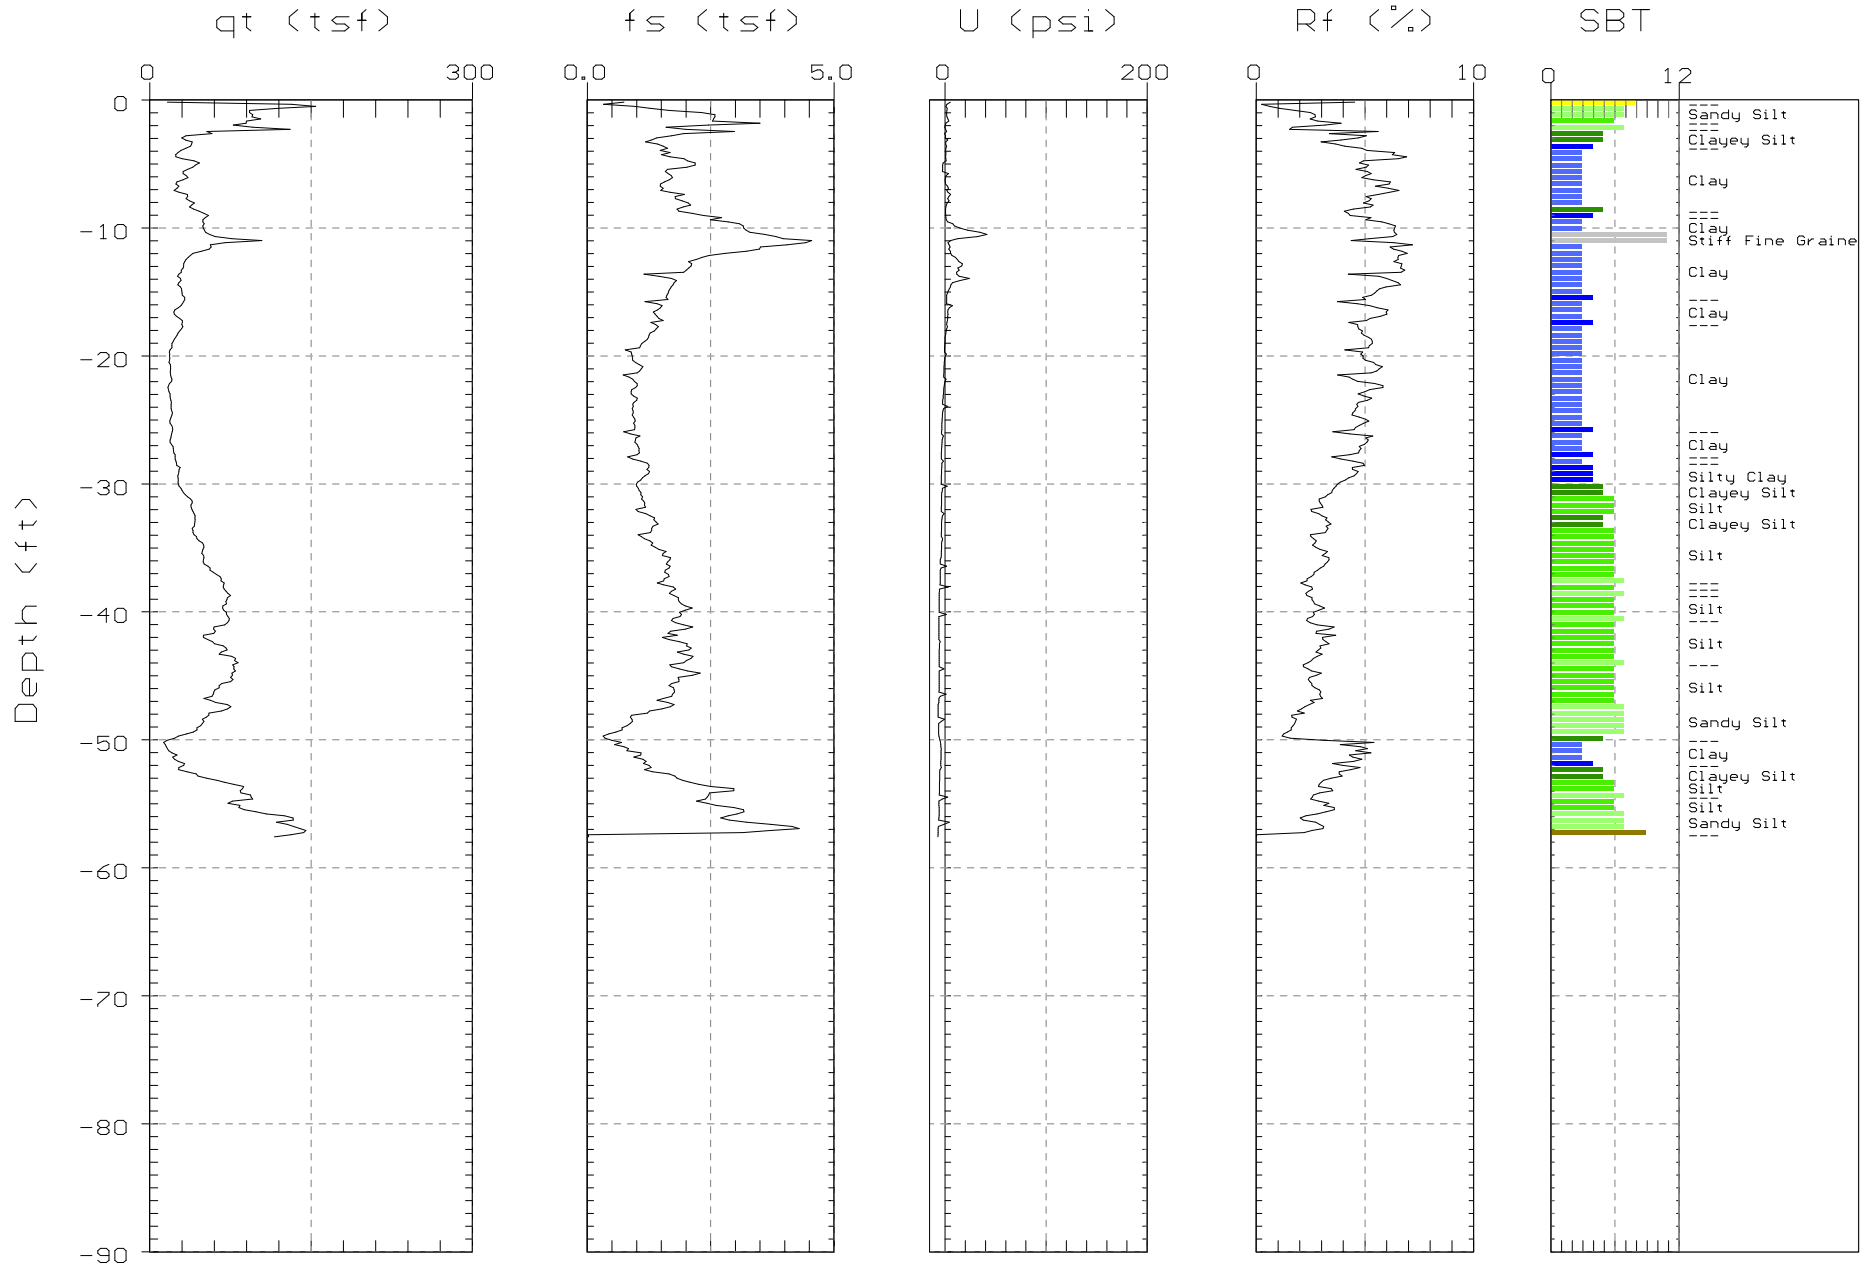 qt (tsf) fs (tsf) U (psi) Rf (%) SBT
0 300 0.0 5.0 0 200 0 10 0 12
Depth (ft)
0
-10
-20
-30
-40
-50
-60
-70
-80
-90
---
Sandy Silt
---
---
Clayey Silt
---
Clay
---
---
Clay
Stiff Fine Graine
Clay
---
Clay
---
Clay
---
Clay
---
---
Silty Clay
Clayey Silt
Silt
Clayey Silt
Silt
---
---
Silt
---
Silt
---
Silt
Sandy Silt
---
Clay
---
Clayey Silt
Silt
---
Silt
Sandy Silt
---